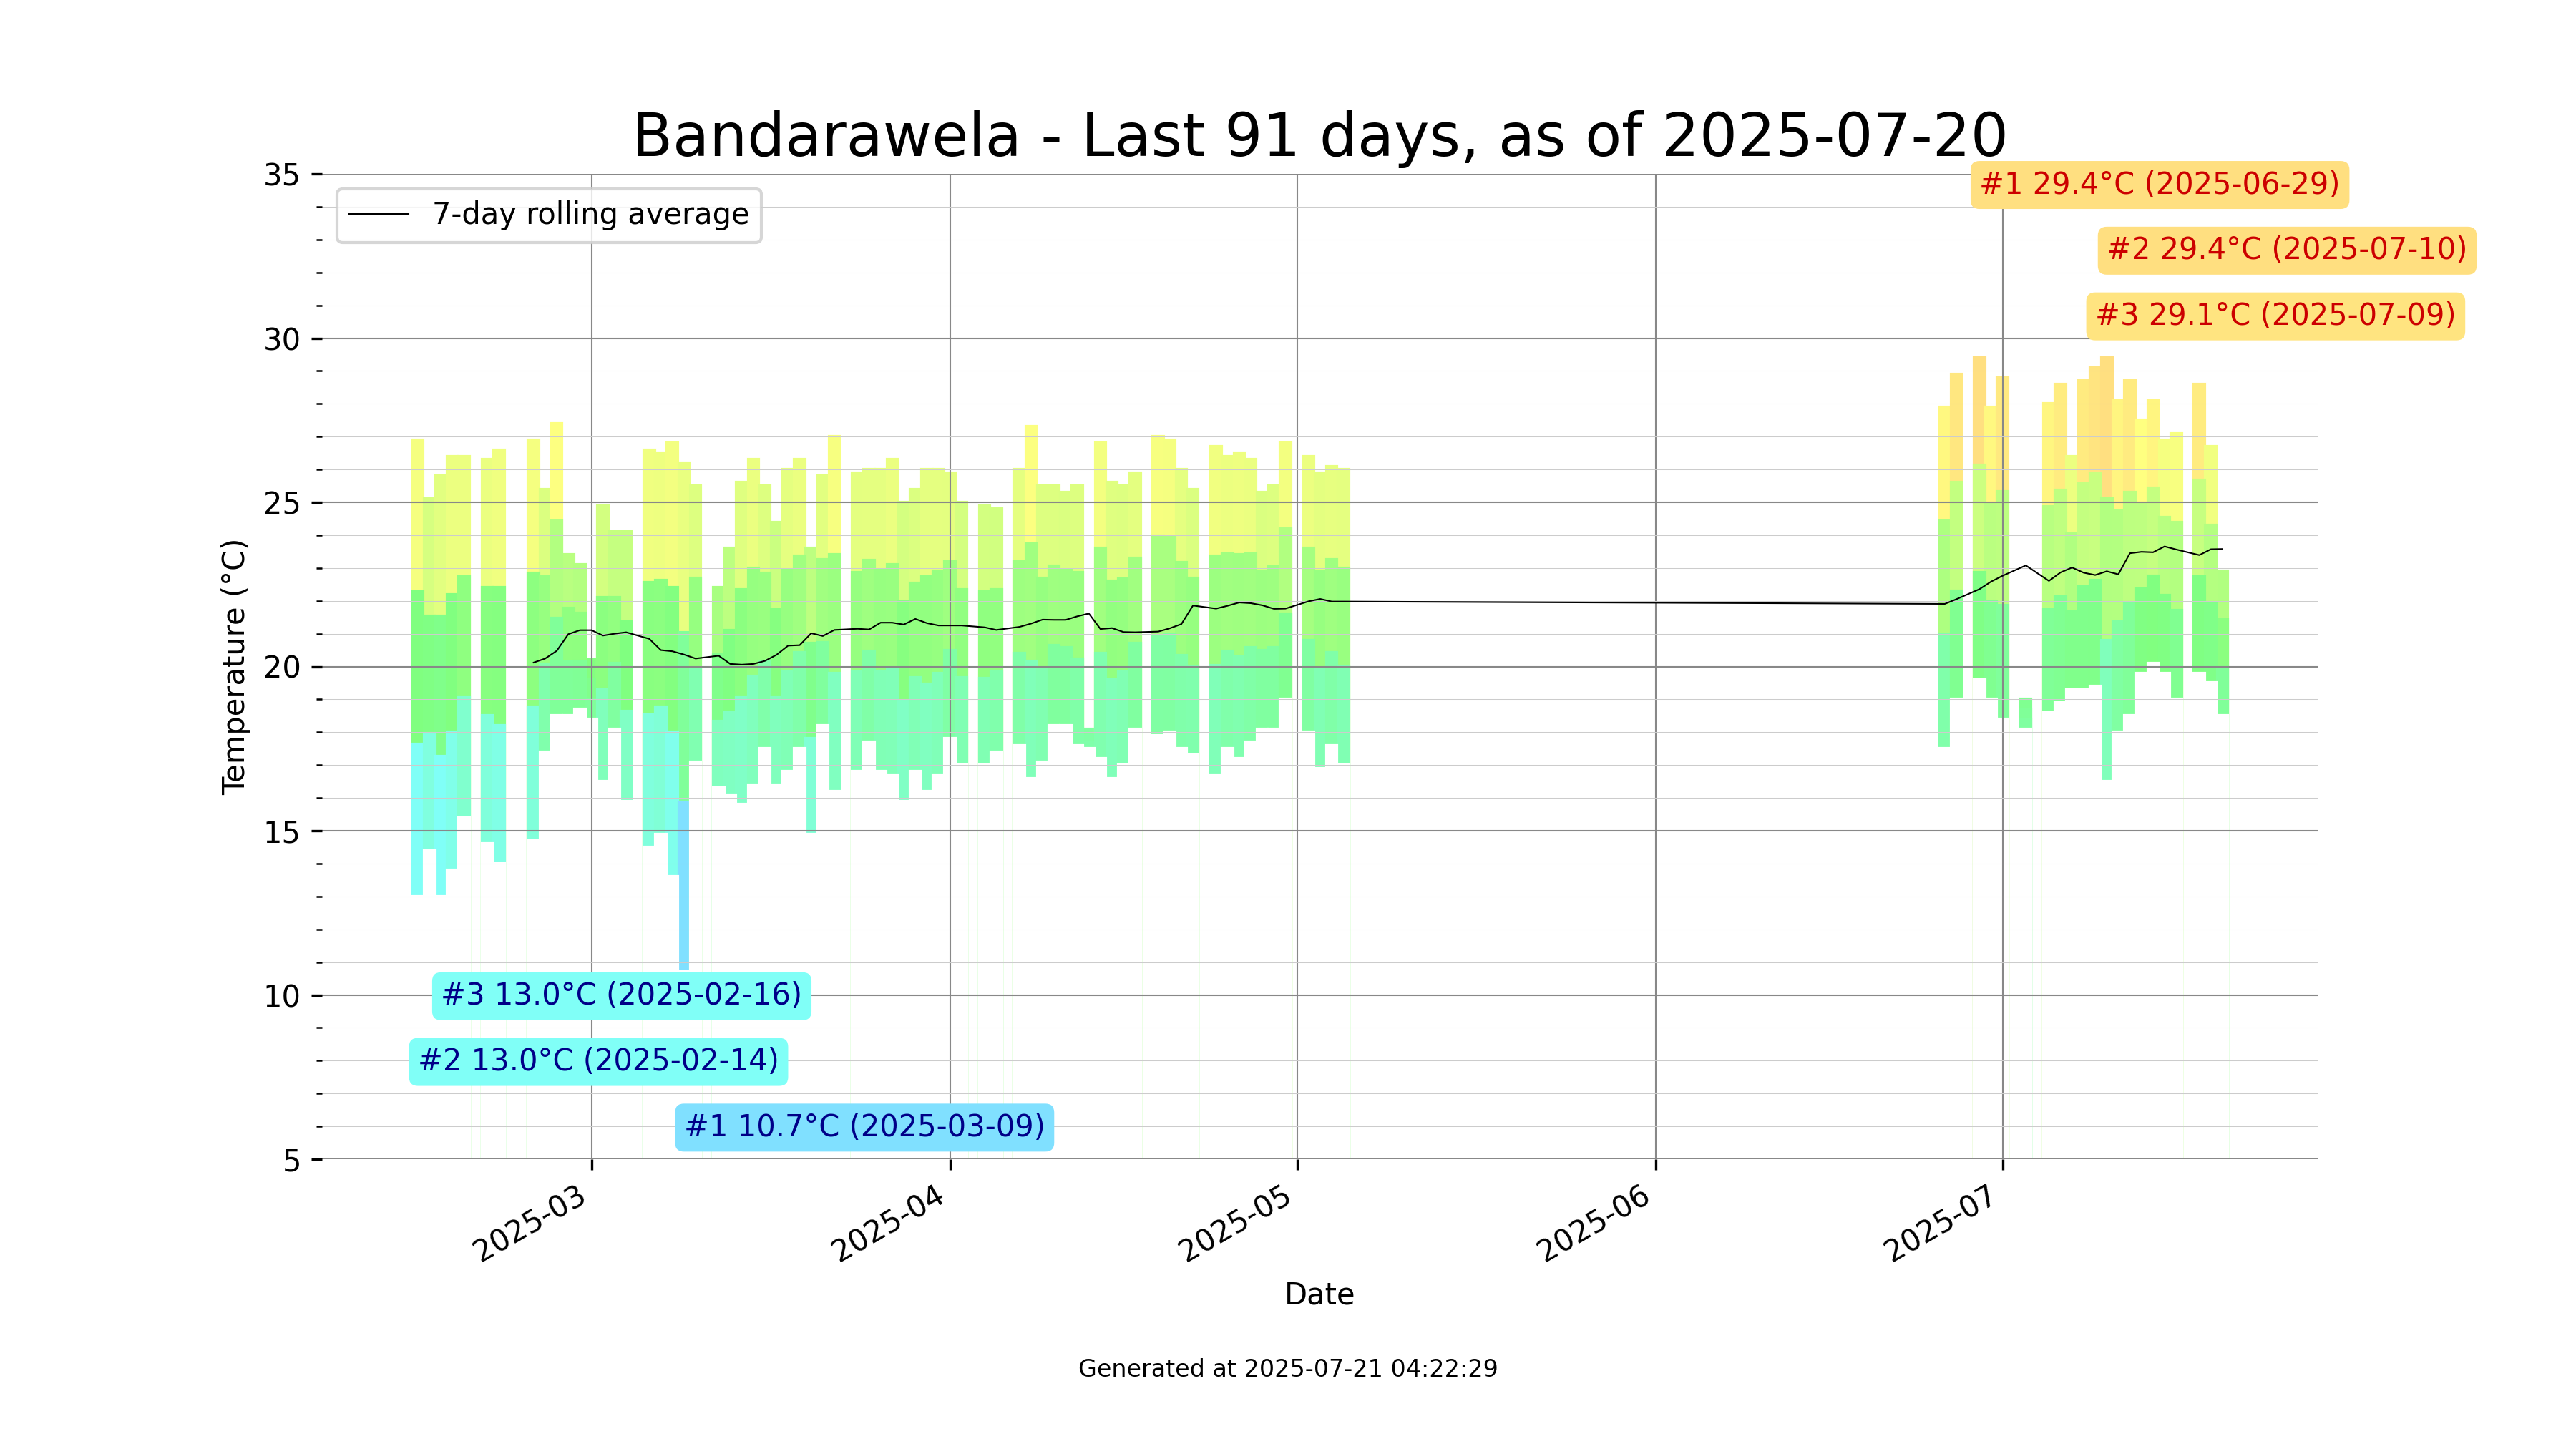 Bandarawela - Last 91 days, as of 2025-07-20
35
7-day rolling average
#1 29.4°C (2025-06-29)
#2 29.4°C (2025-07-10)
#3 29.1°C (2025-07-09)
30
25
Temperature (°C)
20
15
10
#3 13.0°C (2025-02-16)
#2 13.0°C (2025-02-14)
#1 10.7°C (2025-03-09)
5
2025-03
2025-04
2025-05
2025-06
2025-07
Date
Generated at 2025-07-21 04:22:29